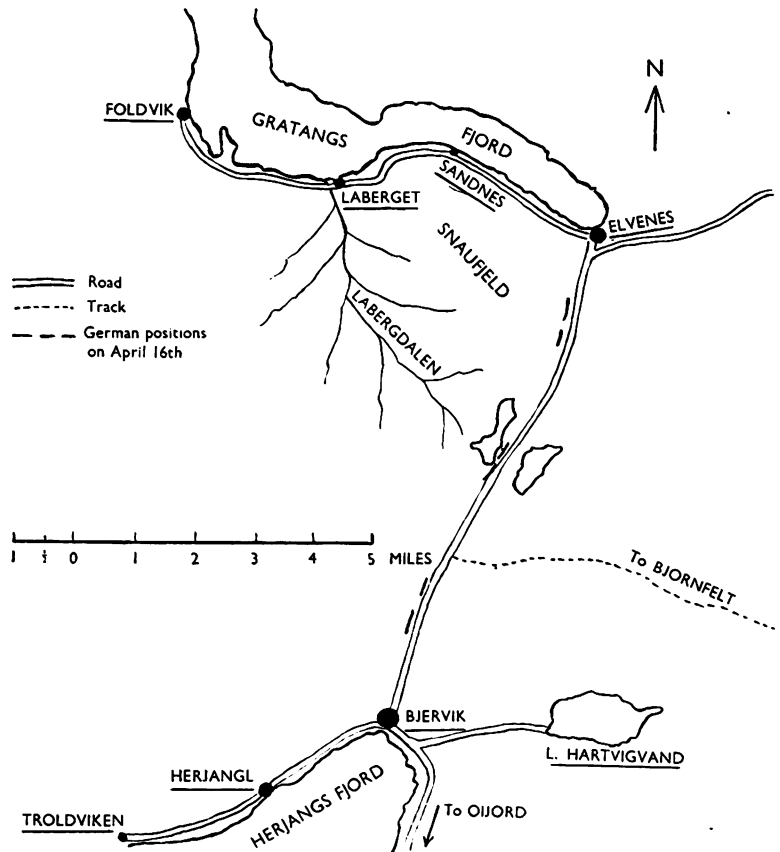 N
FOLDVIK
GRATANGS
FJORD
SANDNES
LABERGET
ELVENES
SNAUFJELD
Road
Track
German positions
on April 16th
LABERGDALEN
1 ½ 0 1 2 3 4 5 MILES
To BJORNFELT
BJERVIK
L. HARTVIGVAND
HERJANGL
HERJANGS FJORD
To OIJORD
TROLDVIKEN